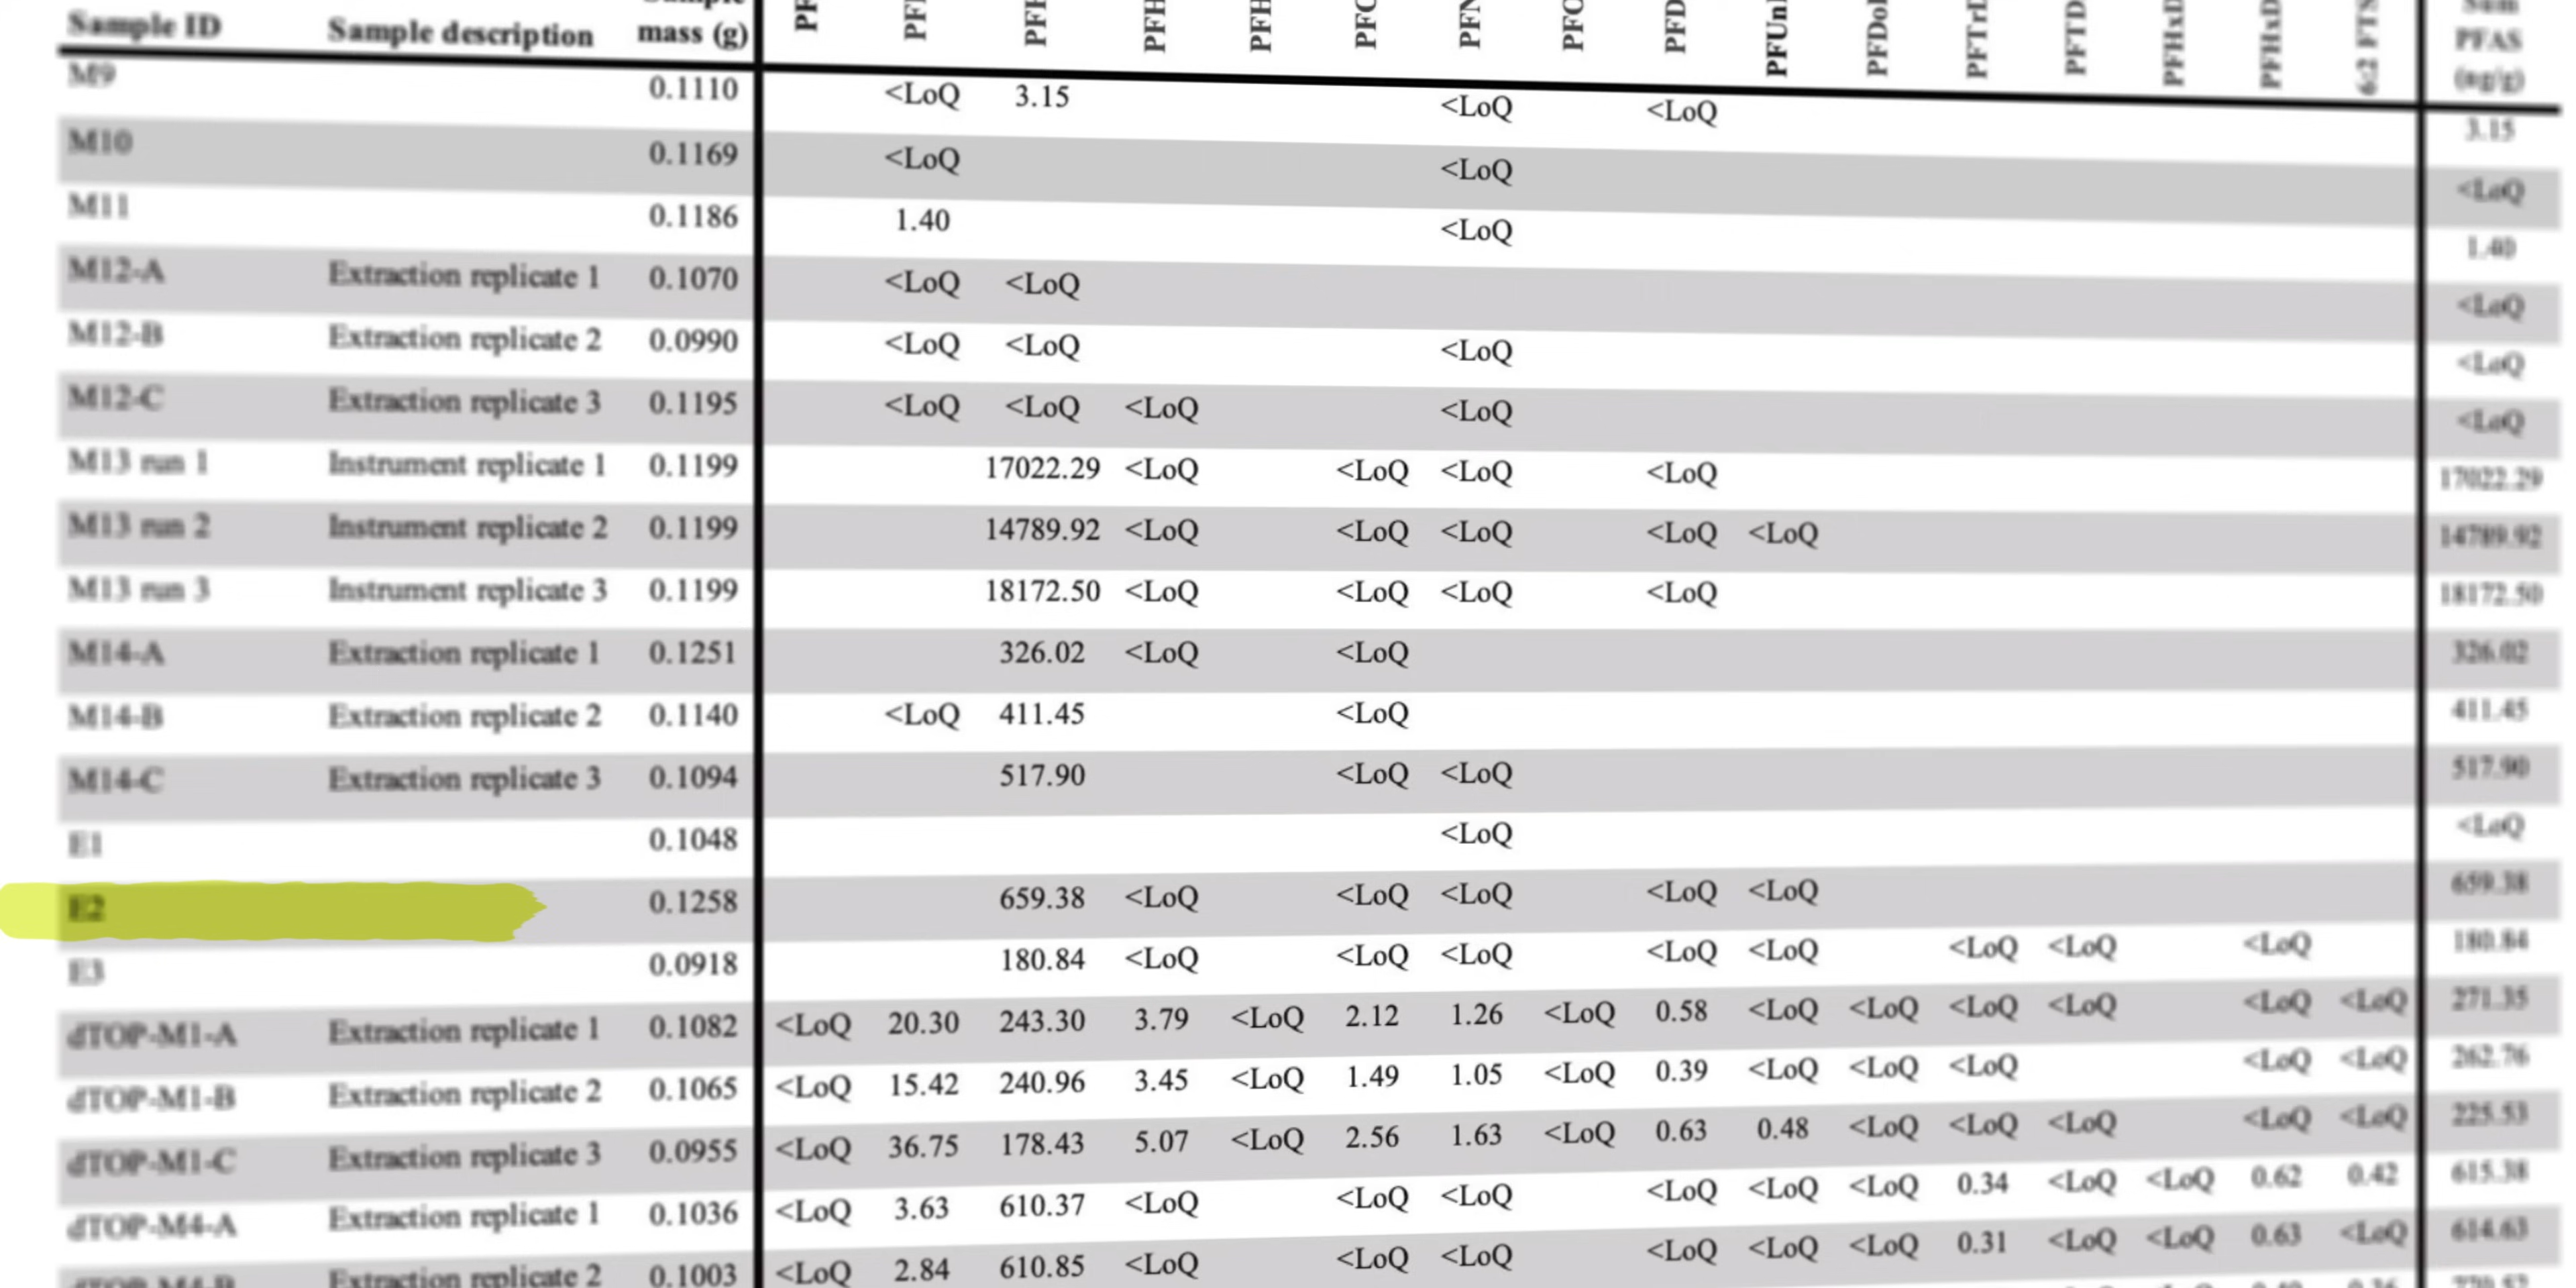 Sample ID Sample description mass (g) PFAS (ng/g)
M9 0.1110 <LoQ 3.15 <LoQ <LoQ 3.15
M10 0.1169 <LoQ <LoQ <LoQ
M11 0.1186 1.40 <LoQ 1.40
M12-A Extraction replicate 1 0.1070 <LoQ <LoQ <LoQ
M12-B Extraction replicate 2 0.0990 <LoQ <LoQ <LoQ <LoQ
M12-C Extraction replicate 3 0.1195 <LoQ <LoQ <LoQ <LoQ <LoQ
M13 run 1 Instrument replicate 1 0.1199 17022.29 <LoQ <LoQ <LoQ <LoQ 17022.29
M13 run 2 Instrument replicate 2 0.1199 14789.92 <LoQ <LoQ <LoQ <LoQ <LoQ 14789.92
M13 run 3 Instrument replicate 3 0.1199 18172.50 <LoQ <LoQ <LoQ <LoQ 18172.50
M14-A Extraction replicate 1 0.1251 326.02 <LoQ <LoQ 326.02
M14-B Extraction replicate 2 0.1140 <LoQ 411.45 <LoQ 411.45
M14-C Extraction replicate 3 0.1094 517.90 <LoQ <LoQ 517.90
E1 0.1048 <LoQ <LoQ
E2 0.1258 659.38 <LoQ <LoQ <LoQ <LoQ <LoQ 659.38
E3 0.0918 180.84 <LoQ <LoQ <LoQ <LoQ <LoQ <LoQ <LoQ <LoQ 180.84
dTOP-M1-A Extraction replicate 1 0.1082 <LoQ 20.30 243.30 3.79 <LoQ 2.12 1.26 <LoQ 0.58 <LoQ <LoQ <LoQ <LoQ <LoQ <LoQ 271.35
dTOP-M1-B Extraction replicate 2 0.1065 <LoQ 15.42 240.96 3.45 <LoQ 1.49 1.05 <LoQ 0.39 <LoQ <LoQ <LoQ <LoQ <LoQ 262.76
dTOP-M1-C Extraction replicate 3 0.0955 <LoQ 36.75 178.43 5.07 <LoQ 2.56 1.63 <LoQ 0.63 0.48 <LoQ <LoQ <LoQ <LoQ <LoQ 225.53
dTOP-M4-A Extraction replicate 1 0.1036 <LoQ 3.63 610.37 <LoQ <LoQ <LoQ <LoQ <LoQ <LoQ 0.34 <LoQ <LoQ 0.62 0.42 615.38
dTOP-M4-B Extraction replicate 2 0.1003 <LoQ 2.84 610.85 <LoQ <LoQ <LoQ <LoQ <LoQ <LoQ 0.31 <LoQ <LoQ 0.63 <LoQ 614.63